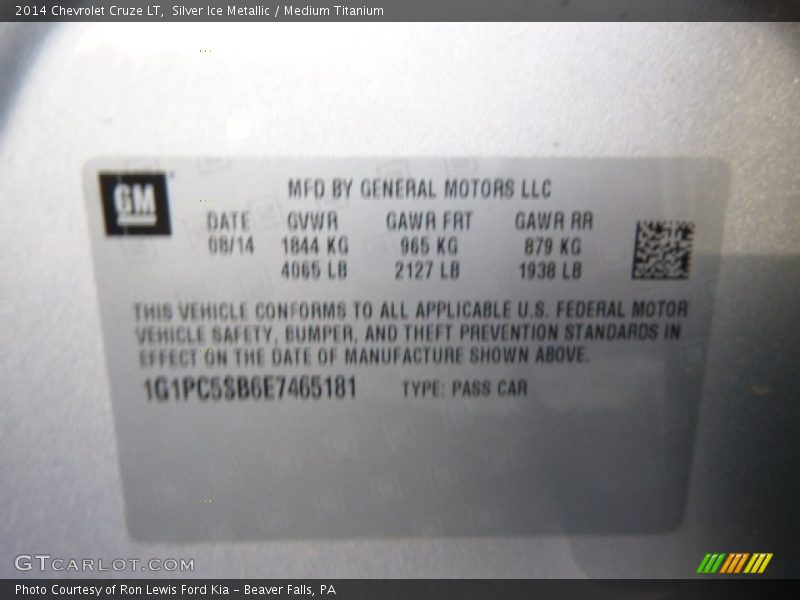 2014 Chevrolet Cruze LT,  Silver Ice Metallic / Medium Titanium
GM
MFD BY GENERAL MOTORS LLC
DATE GVWR GAWR FRT GAWR RR
08/14 1844 KG 965 KG 879 KG
4065 LB 2127 LB 1938 LB
THIS VEHICLE CONFORMS TO ALL APPLICABLE U.S. FEDERAL MOTOR
VEHICLE SAFETY, BUMPER, AND THEFT PREVENTION STANDARDS IN
EFFECT ON THE DATE OF MANUFACTURE SHOWN ABOVE.
1G1PC5SB6E7465181 TYPE: PASS CAR
GTCARLOT.COM
Photo Courtesy of Ron Lewis Ford Kia - Beaver Falls, PA